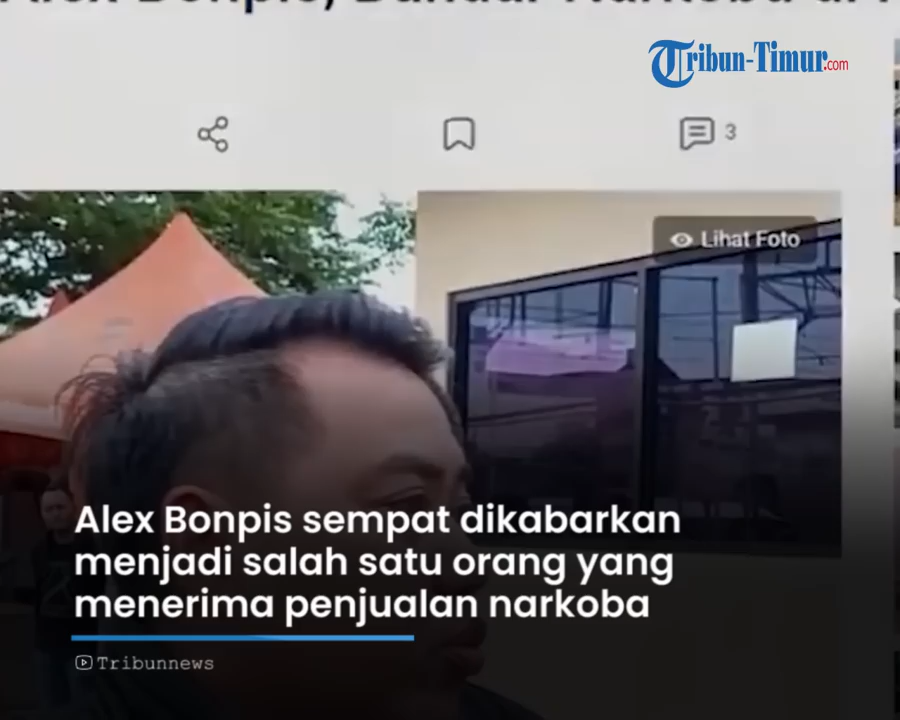 Tribun-Timur.com
3
Lihat Foto
Alex Bonpis sempat dikabarkan
menjadi salah satu orang yang
menerima penjualan narkoba
Tribunnews